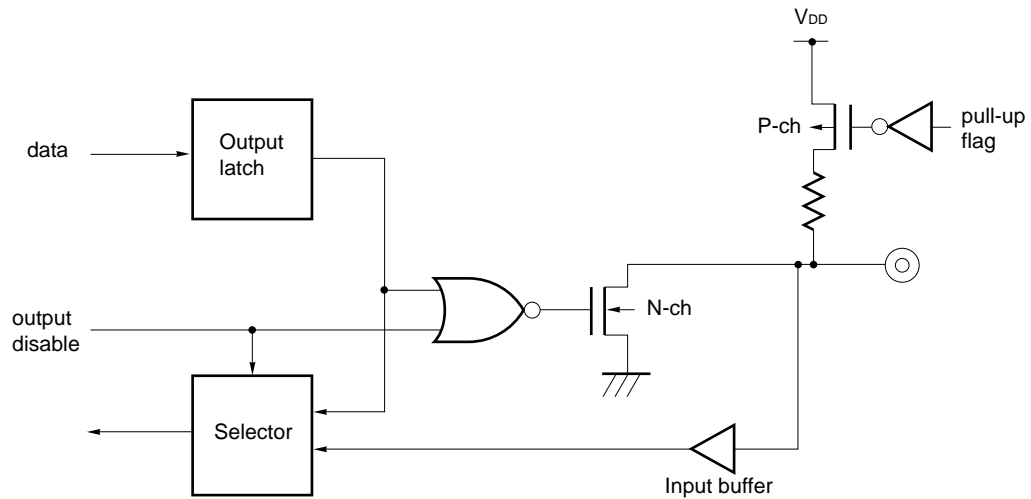 VDD
P-ch
pull-up
flag
data
Output
latch
output
disable
N-ch
Selector
Input buffer